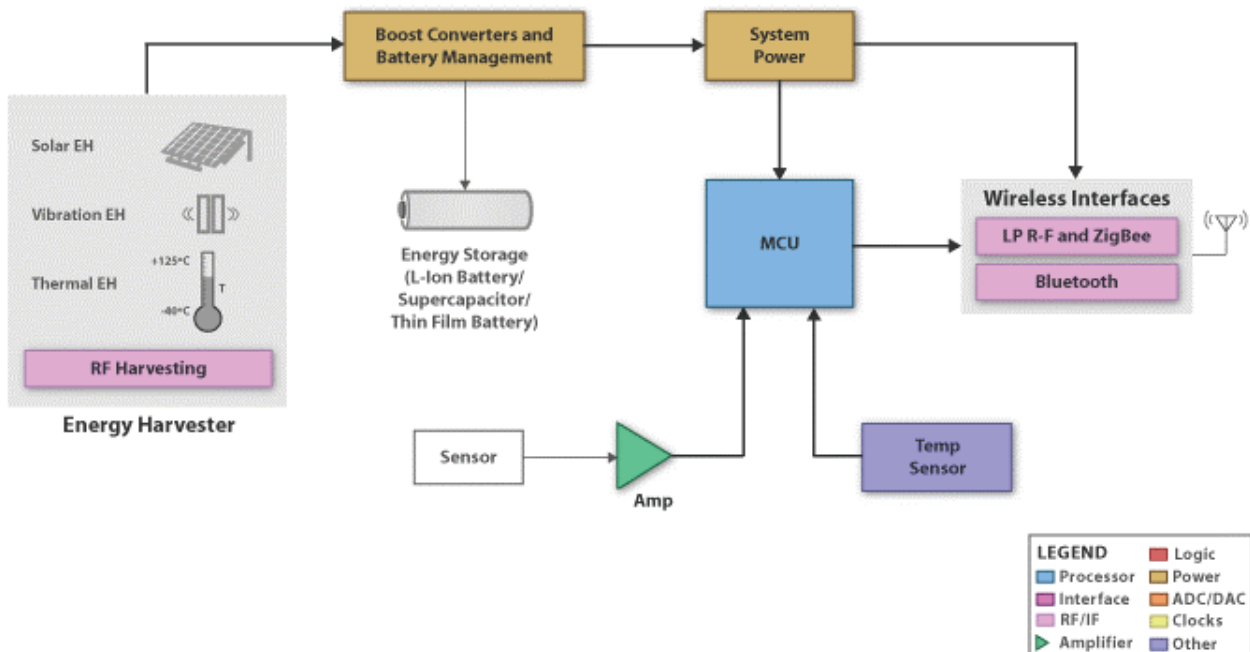 Boost Converters and
Battery Management
System
Power
Solar EH
Vibration EH
+125°C
Thermal EH
T
-40°C
RF Harvesting
Energy Harvester
Energy Storage
(L-Ion Battery/
Supercapacitor/
Thin Film Battery)
MCU
Wireless Interfaces
LP R-F and ZigBee
Bluetooth
Sensor
Amp
Temp
Sensor
LEGEND
Processor
Interface
RF/IF
Amplifier
Logic
Power
ADC/DAC
Clocks
Other